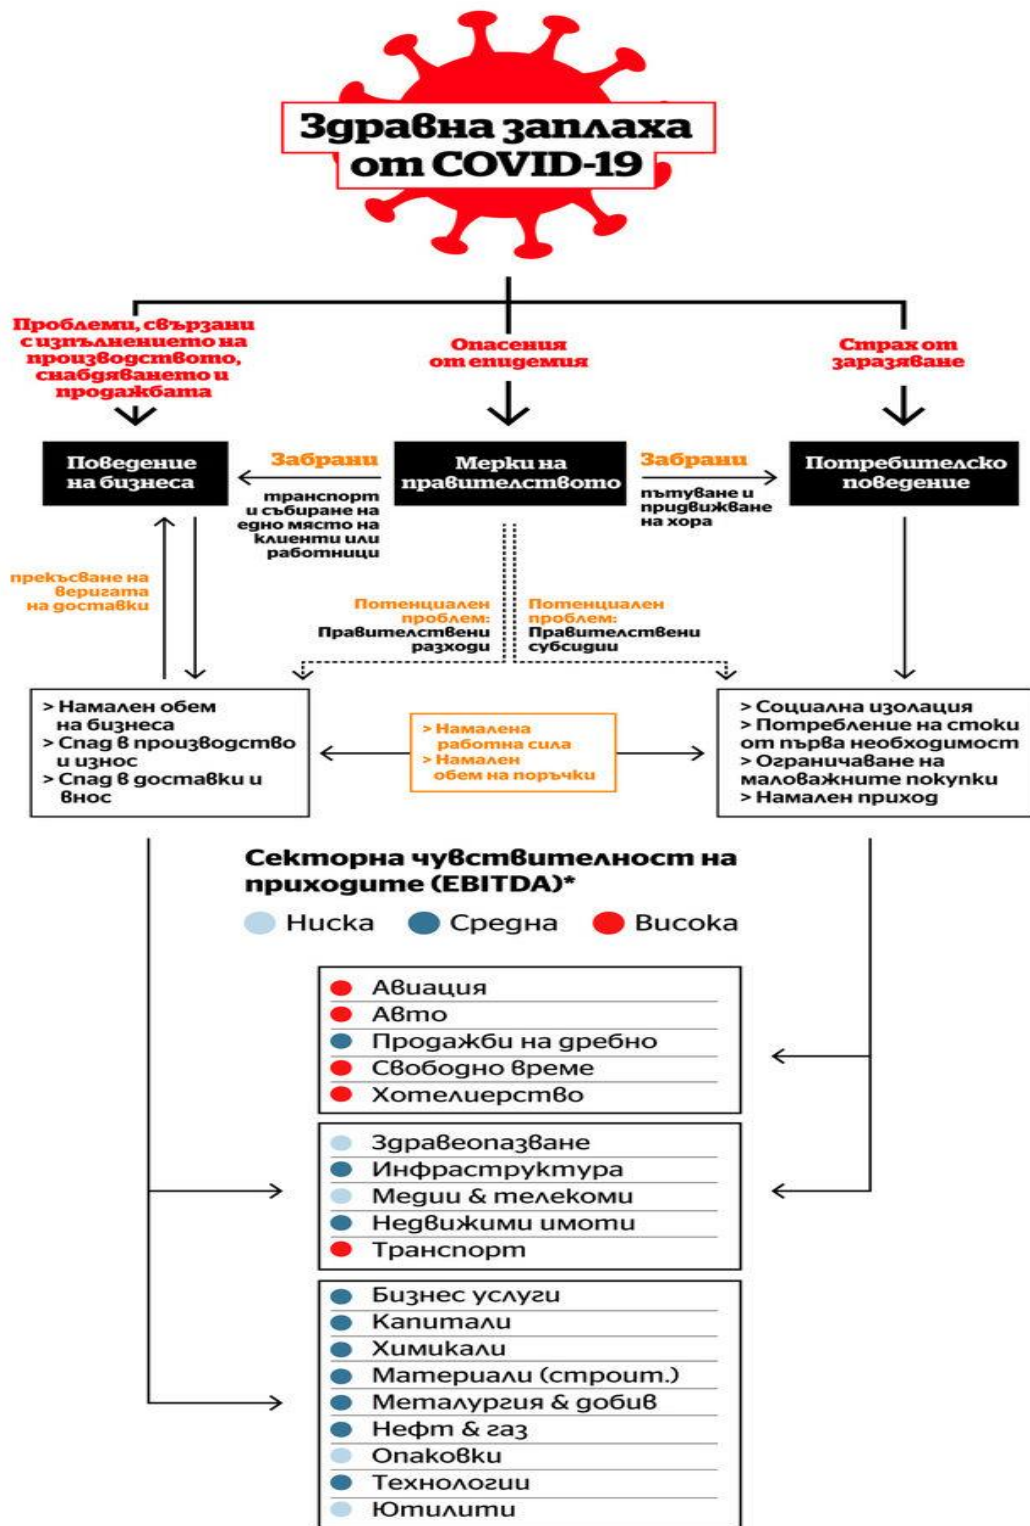 Здравна заплаха
от COVID-19
Проблеми, свързани
с изпълнението на
производството,
снабдяването и
продажбата
Опасения
от епидемия
Страх от
заразяване
Поведение
на бизнеса
Забрани
транспорт
и събиране на
едно място на
клиенти или
работници
Мерки на
правителството
Забрани
пътуване и
придвижване
на хора
Потребителско
поведение
прекъсване на
веригата
на доставки
Потенциален
проблем:
Правителствени
разходи
Потенциален
проблем:
Правителствени
субсидии
> Намален обем
на бизнеса
> Спад в производство
и износ
> Спад в доставки и
внос
> Намалена
работна сила
> Намален
обем на поръчки
> Социална изолация
> Потребление на стоки
от първа необходимост
> Ограничаване на
маловажните покупки
> Намален приход
Секторна чувствителност на
приходите (EBITDA)*
Ниска Средна Висока
Авиация
Авто
Продажби на дребно
Свободно време
Хотелиерство
Здравеопазване
Инфраструктура
Медии & телекоми
Недвижими имоти
Транспорт
Бизнес услуги
Капитали
Химикали
Материали (строит.)
Металургия & добив
Нефт & газ
Опаковки
Технологии
Ютилити